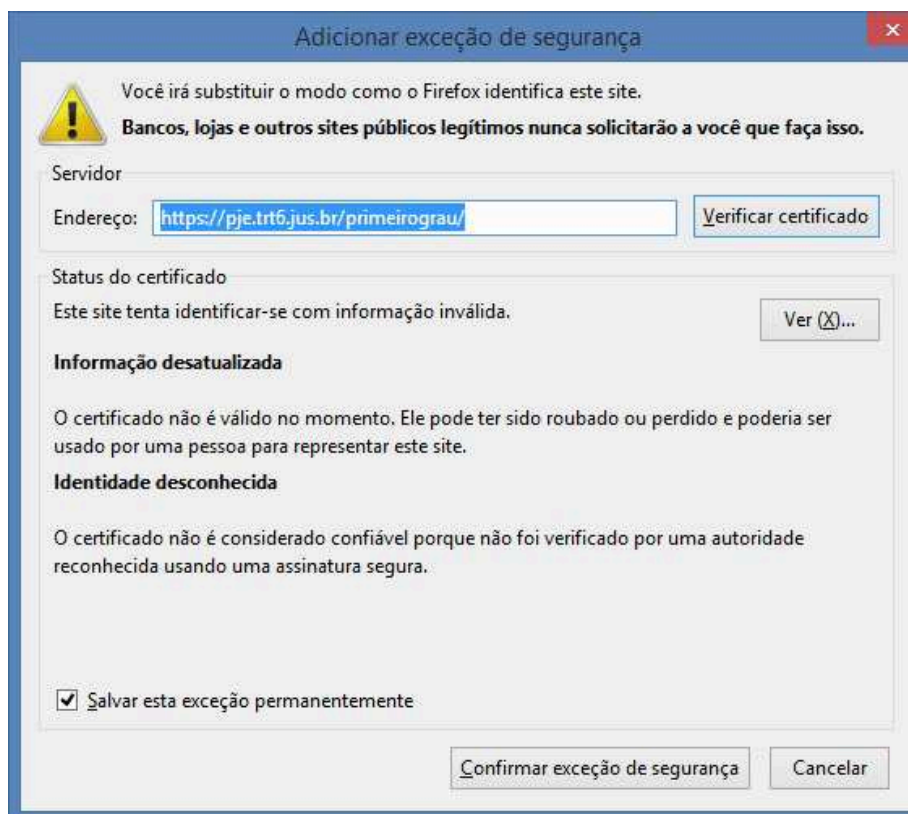 Adicionar exceção de segurança
Você irá substituir o modo como o Firefox identifica este site.
Bancos, lojas e outros sites públicos legítimos nunca solicitarão a você que faça isso.
Servidor
Endereço: https://pje.trt6.jus.br/primeirograu/ Verificar certificado
Status do certificado
Este site tenta identificar-se com informação inválida. Ver (X)...
Informação desatualizada
O certificado não é válido no momento. Ele pode ter sido roubado ou perdido e poderia ser
usado por uma pessoa para representar este site.
Identidade desconhecida
O certificado não é considerado confiável porque não foi verificado por uma autoridade
reconhecida usando uma assinatura segura.
Salvar esta exceção permanentemente
Confirmar exceção de segurança Cancelar